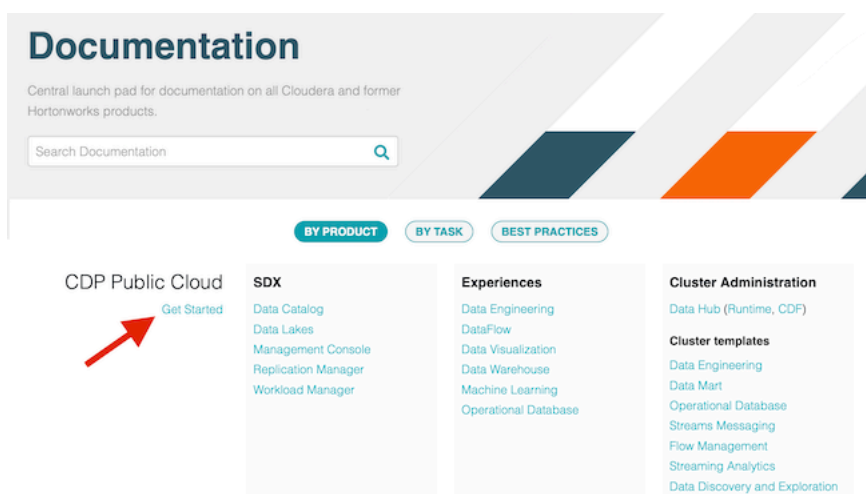 Documentation
Central launch pad for documentation on all Cloudera and former
Hortonworks products.
Search Documentation
BY PRODUCT
BY TASK
BEST PRACTICES
CDP Public Cloud
Get Started
SDX
Data Catalog
Data Lakes
Management Console
Replication Manager
Workload Manager
Experiences
Data Engineering
DataFlow
Data Visualization
Data Warehouse
Machine Learning
Operational Database
Cluster Administration
Data Hub (Runtime, CDF)
Cluster templates
Data Engineering
Data Mart
Operational Database
Streams Messaging
Flow Management
Streaming Analytics
Data Discovery and Exploration